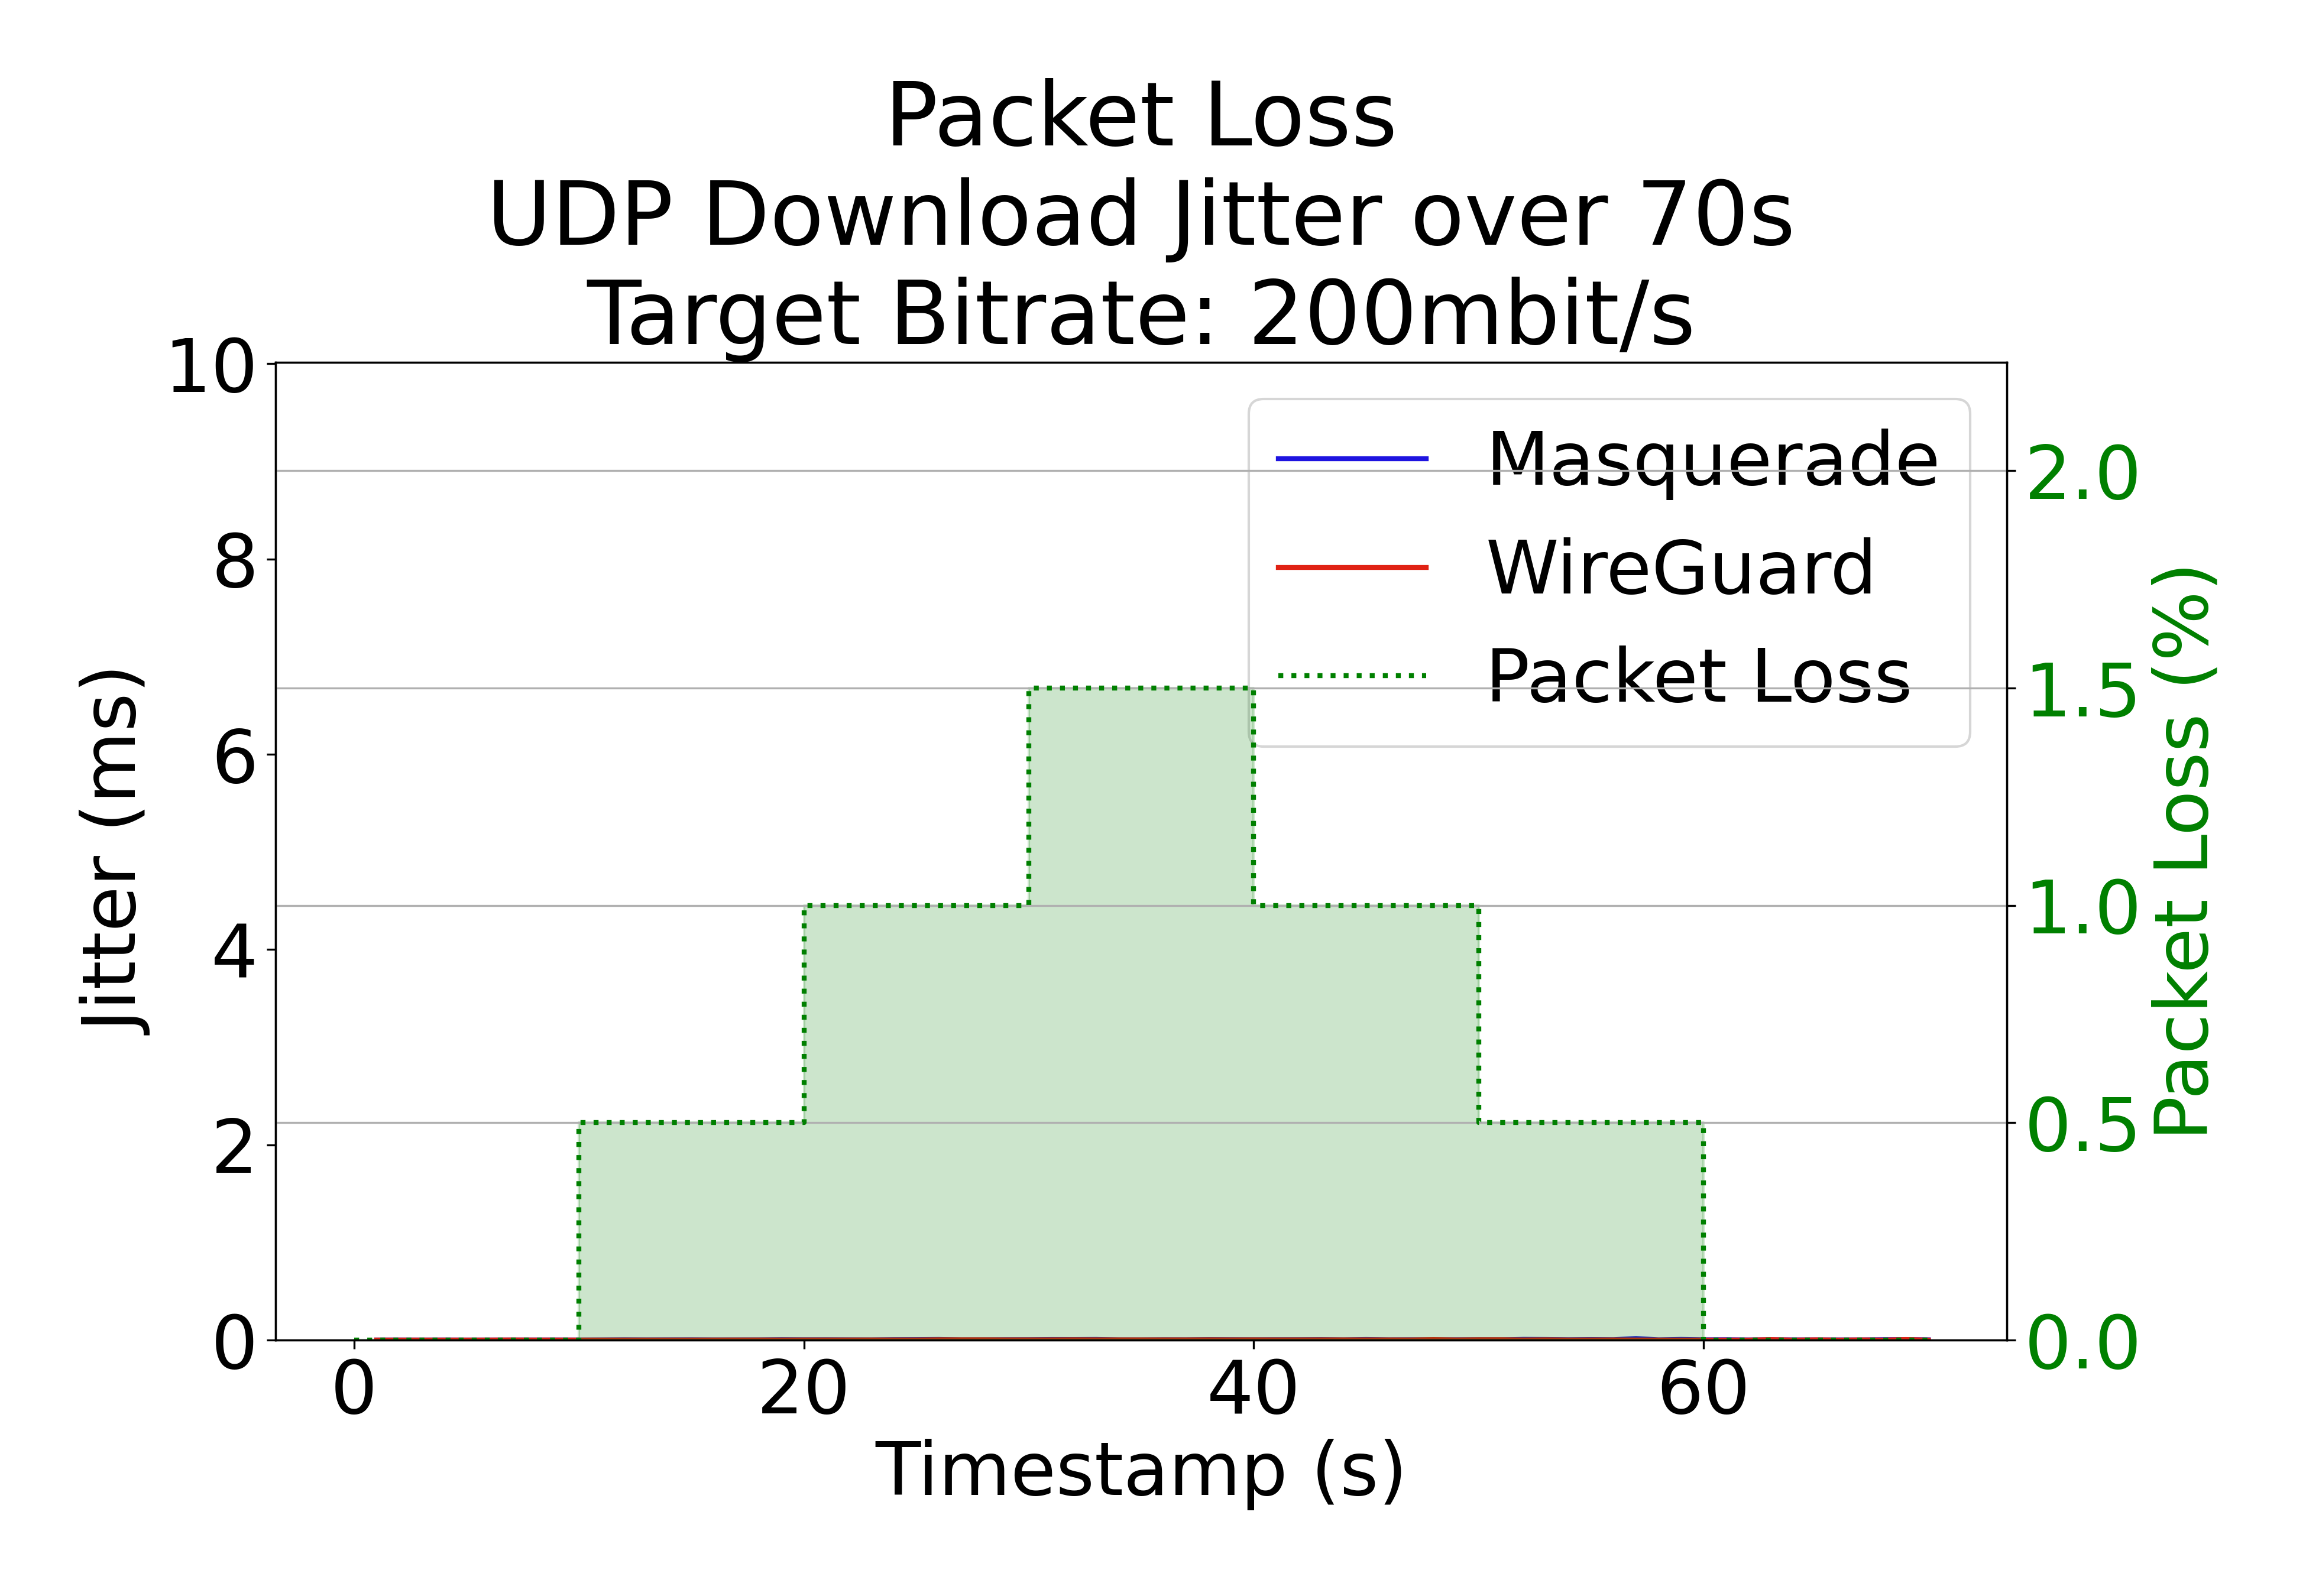 Packet Loss
UDP Download Jitter over 70s
Target Bitrate: 200mbit/s
10
8
6
4
2
0
Jitter (ms)
Masquerade
WireGuard
Packet Loss
2.0
1.5
1.0
0.5
0.0
Packet Loss (%)
0 20 40 60
Timestamp (s)